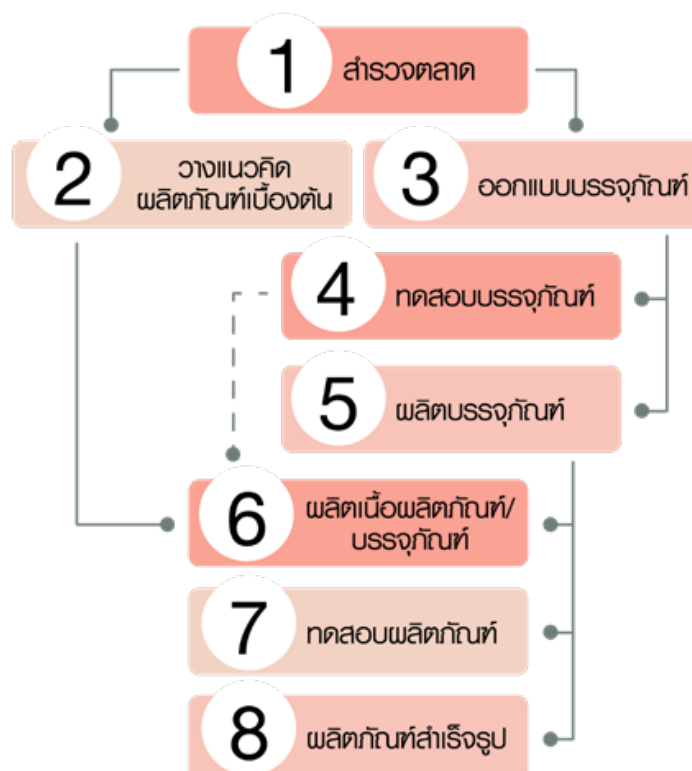 1
สำรวจตลาด
2
วางแนวคิด
ผลิตภัณฑ์เบื้องต้น
3
ออกแบบบรรจุภัณฑ์
4
ทดสอบบรรจุภัณฑ์
5
ผลิตบรรจุภัณฑ์
6
ผลิตเนื้อผลิตภัณฑ์/
บรรจุภัณฑ์
7
ทดสอบผลิตภัณฑ์
8
ผลิตภัณฑ์สำเร็จรูป